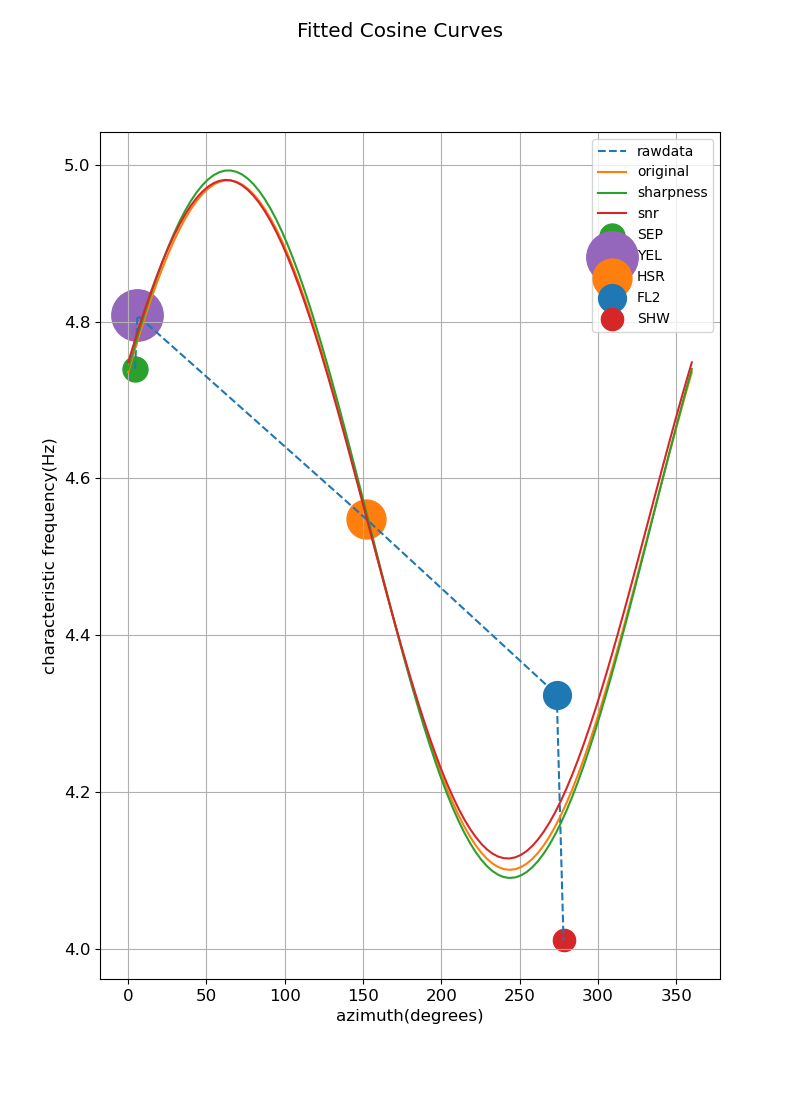 Fitted Cosine Curves
rawdata
original
sharpness
snr
SEP
YEL
HSR
FL2
SHW
5.0
4.8
4.6
4.4
4.2
4.0
characteristic frequency(Hz)
0 50 100 150 200 250 300 350
azimuth(degrees)